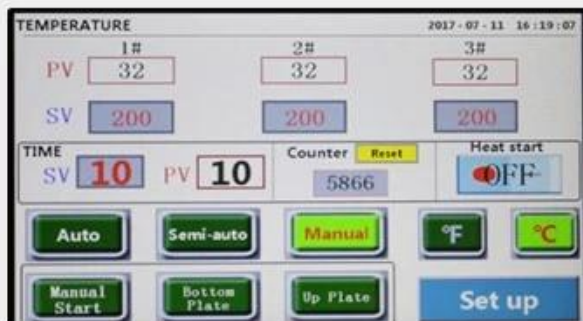 TEMPERATURE 2017-07-11 16:19:07
1# 2# 3#
PV 32 32 32
SV 200 200 200
TIME Counter Reset Heat start
SV 10 PV 10 5866 OFF
Auto Semi-auto Manual °F °C
Manual Start Bottom Plate Up Plate Set up